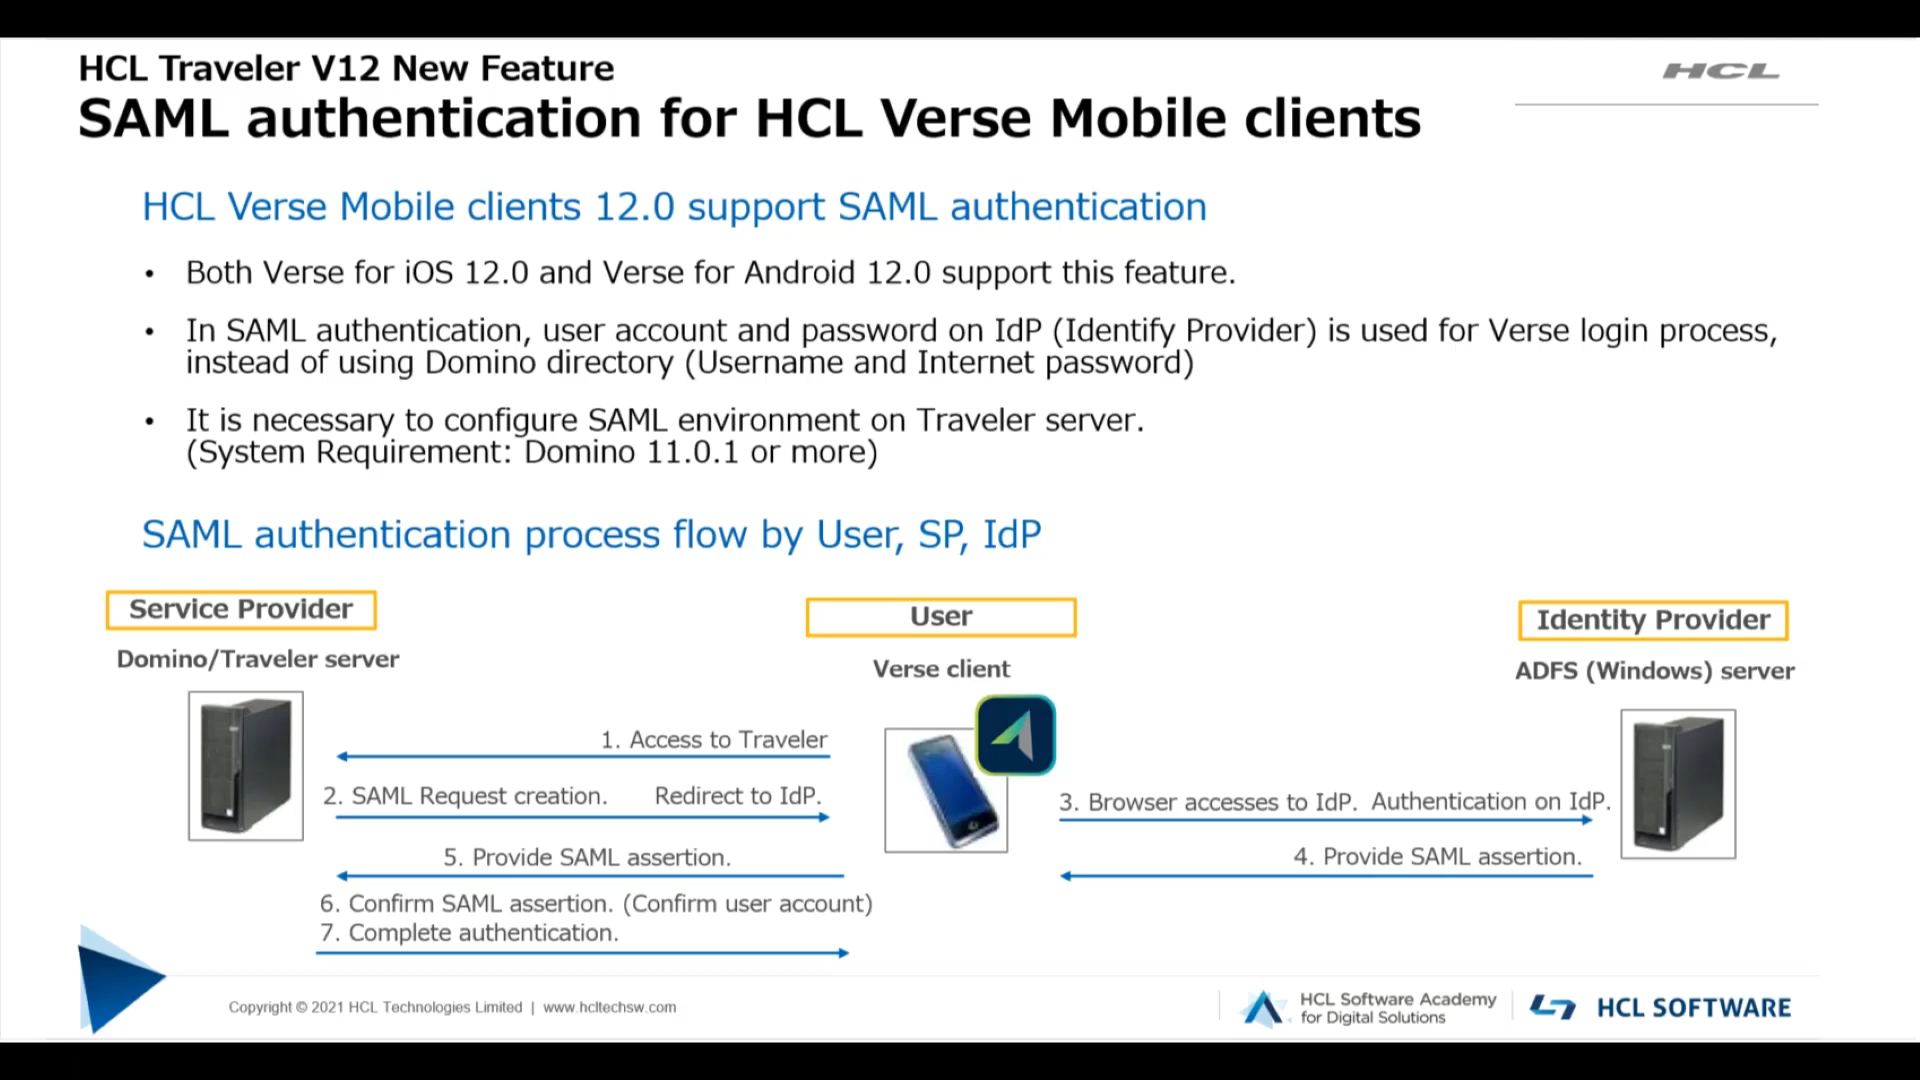 HCL Traveler V12 New Feature
HCL
SAML authentication for HCL Verse Mobile clients
HCL Verse Mobile clients 12.0 support SAML authentication
• Both Verse for iOS 12.0 and Verse for Android 12.0 support this feature.
• In SAML authentication, user account and password on IdP (Identify Provider) is used for Verse login process,
instead of using Domino directory (Username and Internet password)
• It is necessary to configure SAML environment on Traveler server.
(System Requirement: Domino 11.0.1 or more)
SAML authentication process flow by User, SP, IdP
Service Provider
Domino/Traveler server
User
Verse client
Identity Provider
ADFS (Windows) server
1. Access to Traveler
2. SAML Request creation. Redirect to IdP.
3. Browser accesses to IdP. Authentication on IdP.
4. Provide SAML assertion.
5. Provide SAML assertion.
6. Confirm SAML assertion. (Confirm user account)
7. Complete authentication.
Copyright © 2021 HCL Technologies Limited | www.hcltechsw.com
HCL Software Academy
for Digital Solutions
HCL SOFTWARE